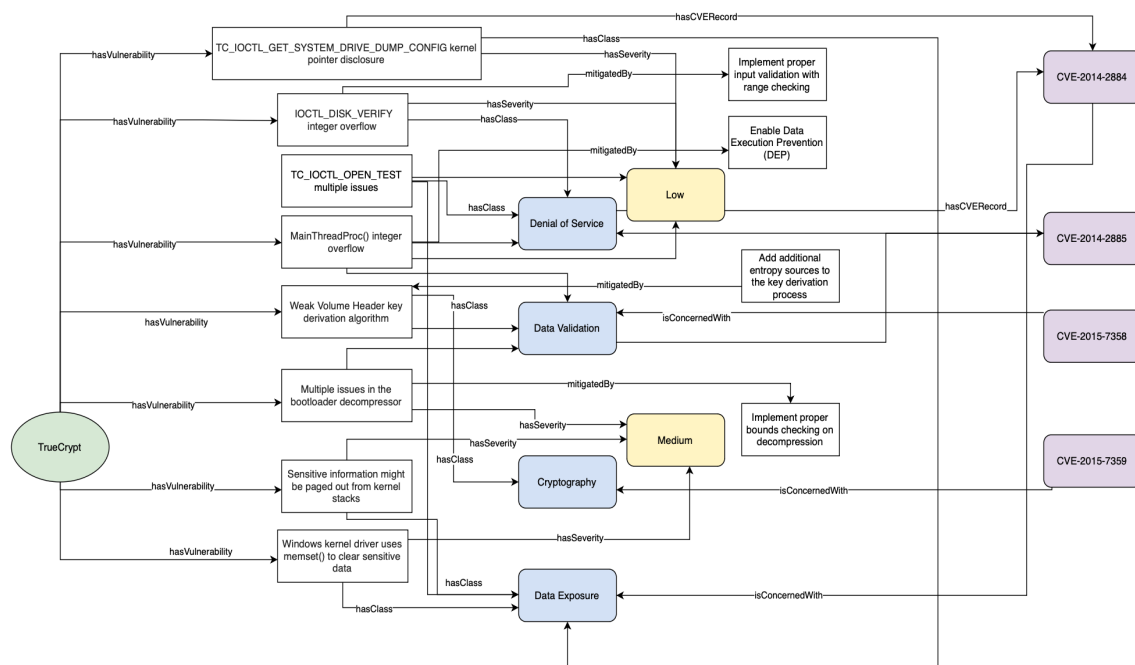 hasCVERecord
hasClass
TC_IOCTL_GET_SYSTEM_DRIVE_DUMP_CONFIG kernel
pointer disclosure
hasVulnerability
hasSeverity
mitigatedBy
Implement proper
input validation with
range checking
CVE-2014-2884
IOCTL_DISK_VERIFY
integer overflow
hasVulnerability
hasSeverity
hasClass
Enable Data
Execution Prevention
(DEP)
mitigatedBy
TC_IOCTL_OPEN_TEST
multiple issues
Low
hasClass
hasCVERecord
Denial of Service
MainThreadProc() integer
overflow
hasVulnerability
CVE-2014-2885
Add additional
entropy sources to
the key derivation
process
mitigatedBy
Weak Volume Header key
derivation algorithm
hasVulnerability
hasClass
Data Validation
isConcernedWith
CVE-2015-7358
Multiple issues in the
bootloader decompressor
hasVulnerability
mitigatedBy
Implement proper
bounds checking on
decompression
hasSeverity
TrueCrypt
hasSeverity
Medium
hasClass
CVE-2015-7359
Sensitive information might
be paged out from kernel
stacks
hasVulnerability
Cryptography
isConcernedWith
Windows kernel driver uses
memset() to clear sensitive
data
hasVulnerability
hasSeverity
hasClass
Data Exposure
isConcernedWith
hasClass